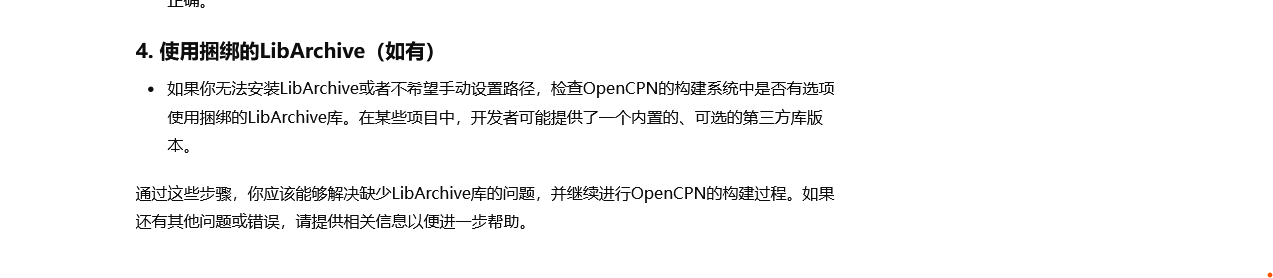 正确。
4. 使用捆绑的LibArchive（如有）
• 如果你无法安装LibArchive或者不希望手动设置路径，检查OpenCPN的构建系统中是否有选项
使用捆绑的LibArchive库。在某些项目中，开发者可能提供了一个内置的、可选的第三方库版
本。
通过这些步骤，你应该能够解决缺少LibArchive库的问题，并继续进行OpenCPN的构建过程。如果
还有其他问题或错误，请提供相关信息以便进一步帮助。